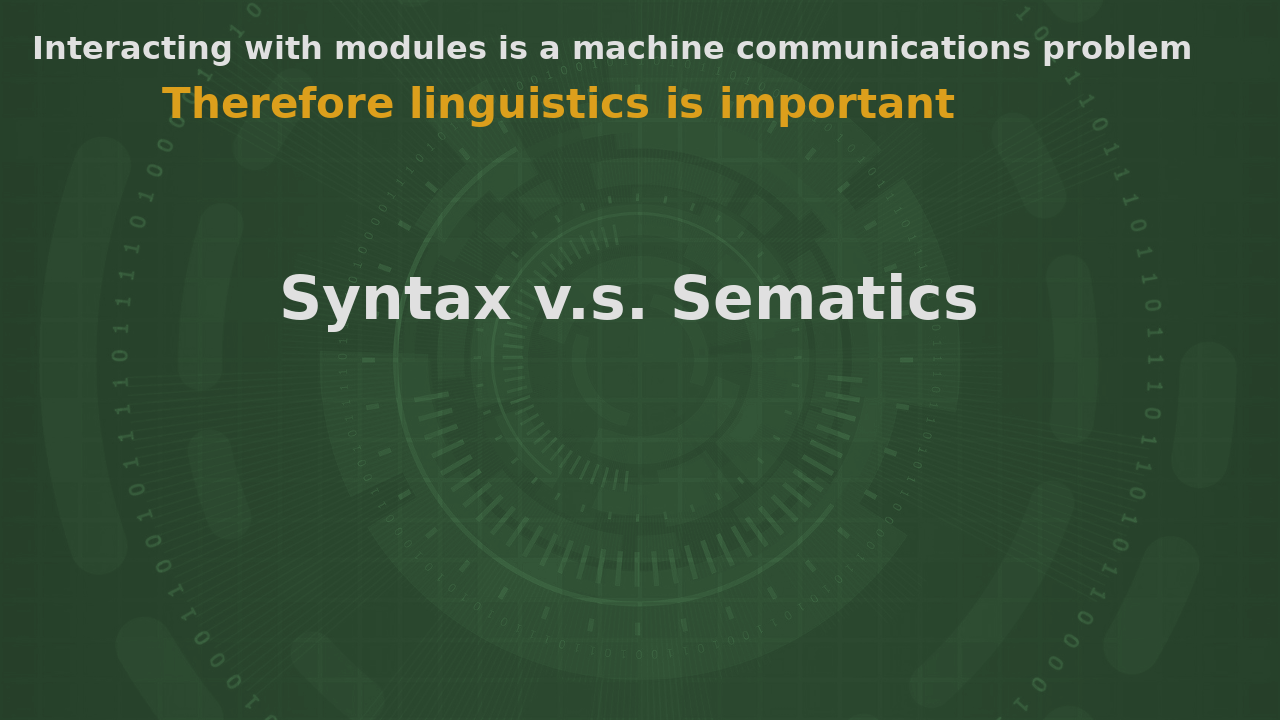 Interacting with modules is a machine communications problem
Therefore linguistics is important
Syntax v.s. Sematics